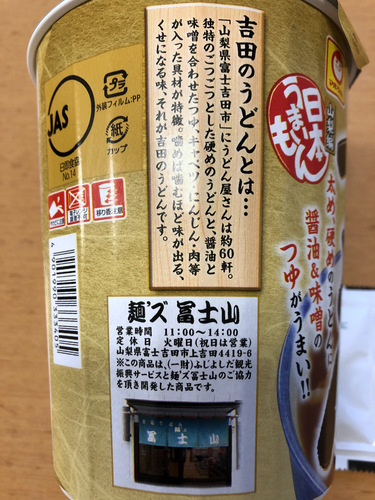 吉田のうどんとは…
「山梨県富士吉田市」にうどん屋さんは約60軒。
独特のごつごつとした硬めのうどんと、醤油と
味噌を合わせたつゆ、キャベツ、にんじん・肉等
が入った具材が特徴。噛めば噛むほど味が出る、
くせになる味、それが吉田のうどんです。
山梨発
日本
うまいもん
太め、硬めのうどんに
醤油&味噌の
つゆがうまい!!
JAS
日即食協
No.14
プラ
外装フィルム:PP
紙
カップ
移り香注意
4901990333405
麺'ズ 冨士山
営業時間 11:00~14:00
定休日 火曜日(祝日は営業)
山梨県富士吉田市上吉田4419-6
※この商品は、(一財)ふじよしだ観光
振興サービスと麺'ズ冨士山のご協力
を頂き開発した商品です。
冨士山